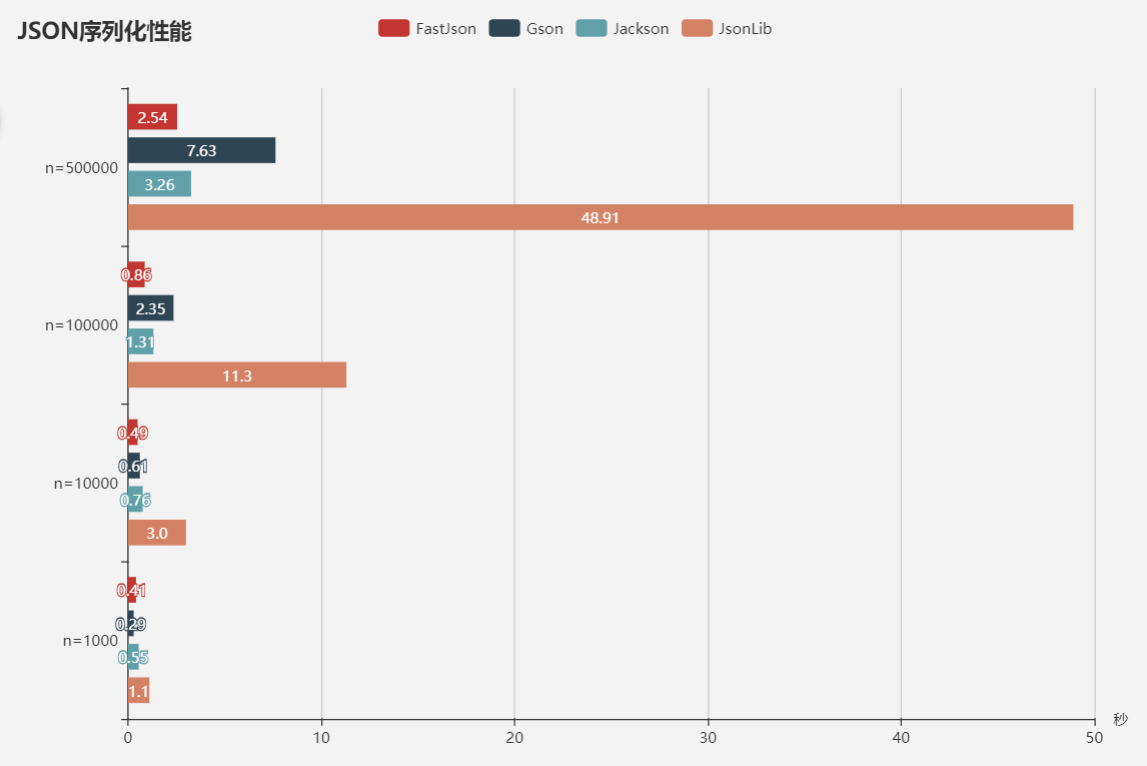 JSON序列化性能
FastJson Gson Jackson JsonLib
n=500000
2.54
7.63
3.26
48.91
n=100000
0.86
2.35
1.31
11.3
n=10000
0.49
0.61
0.76
3.0
n=1000
0.41
0.29
0.55
1.1
0 10 20 30 40 50 秒